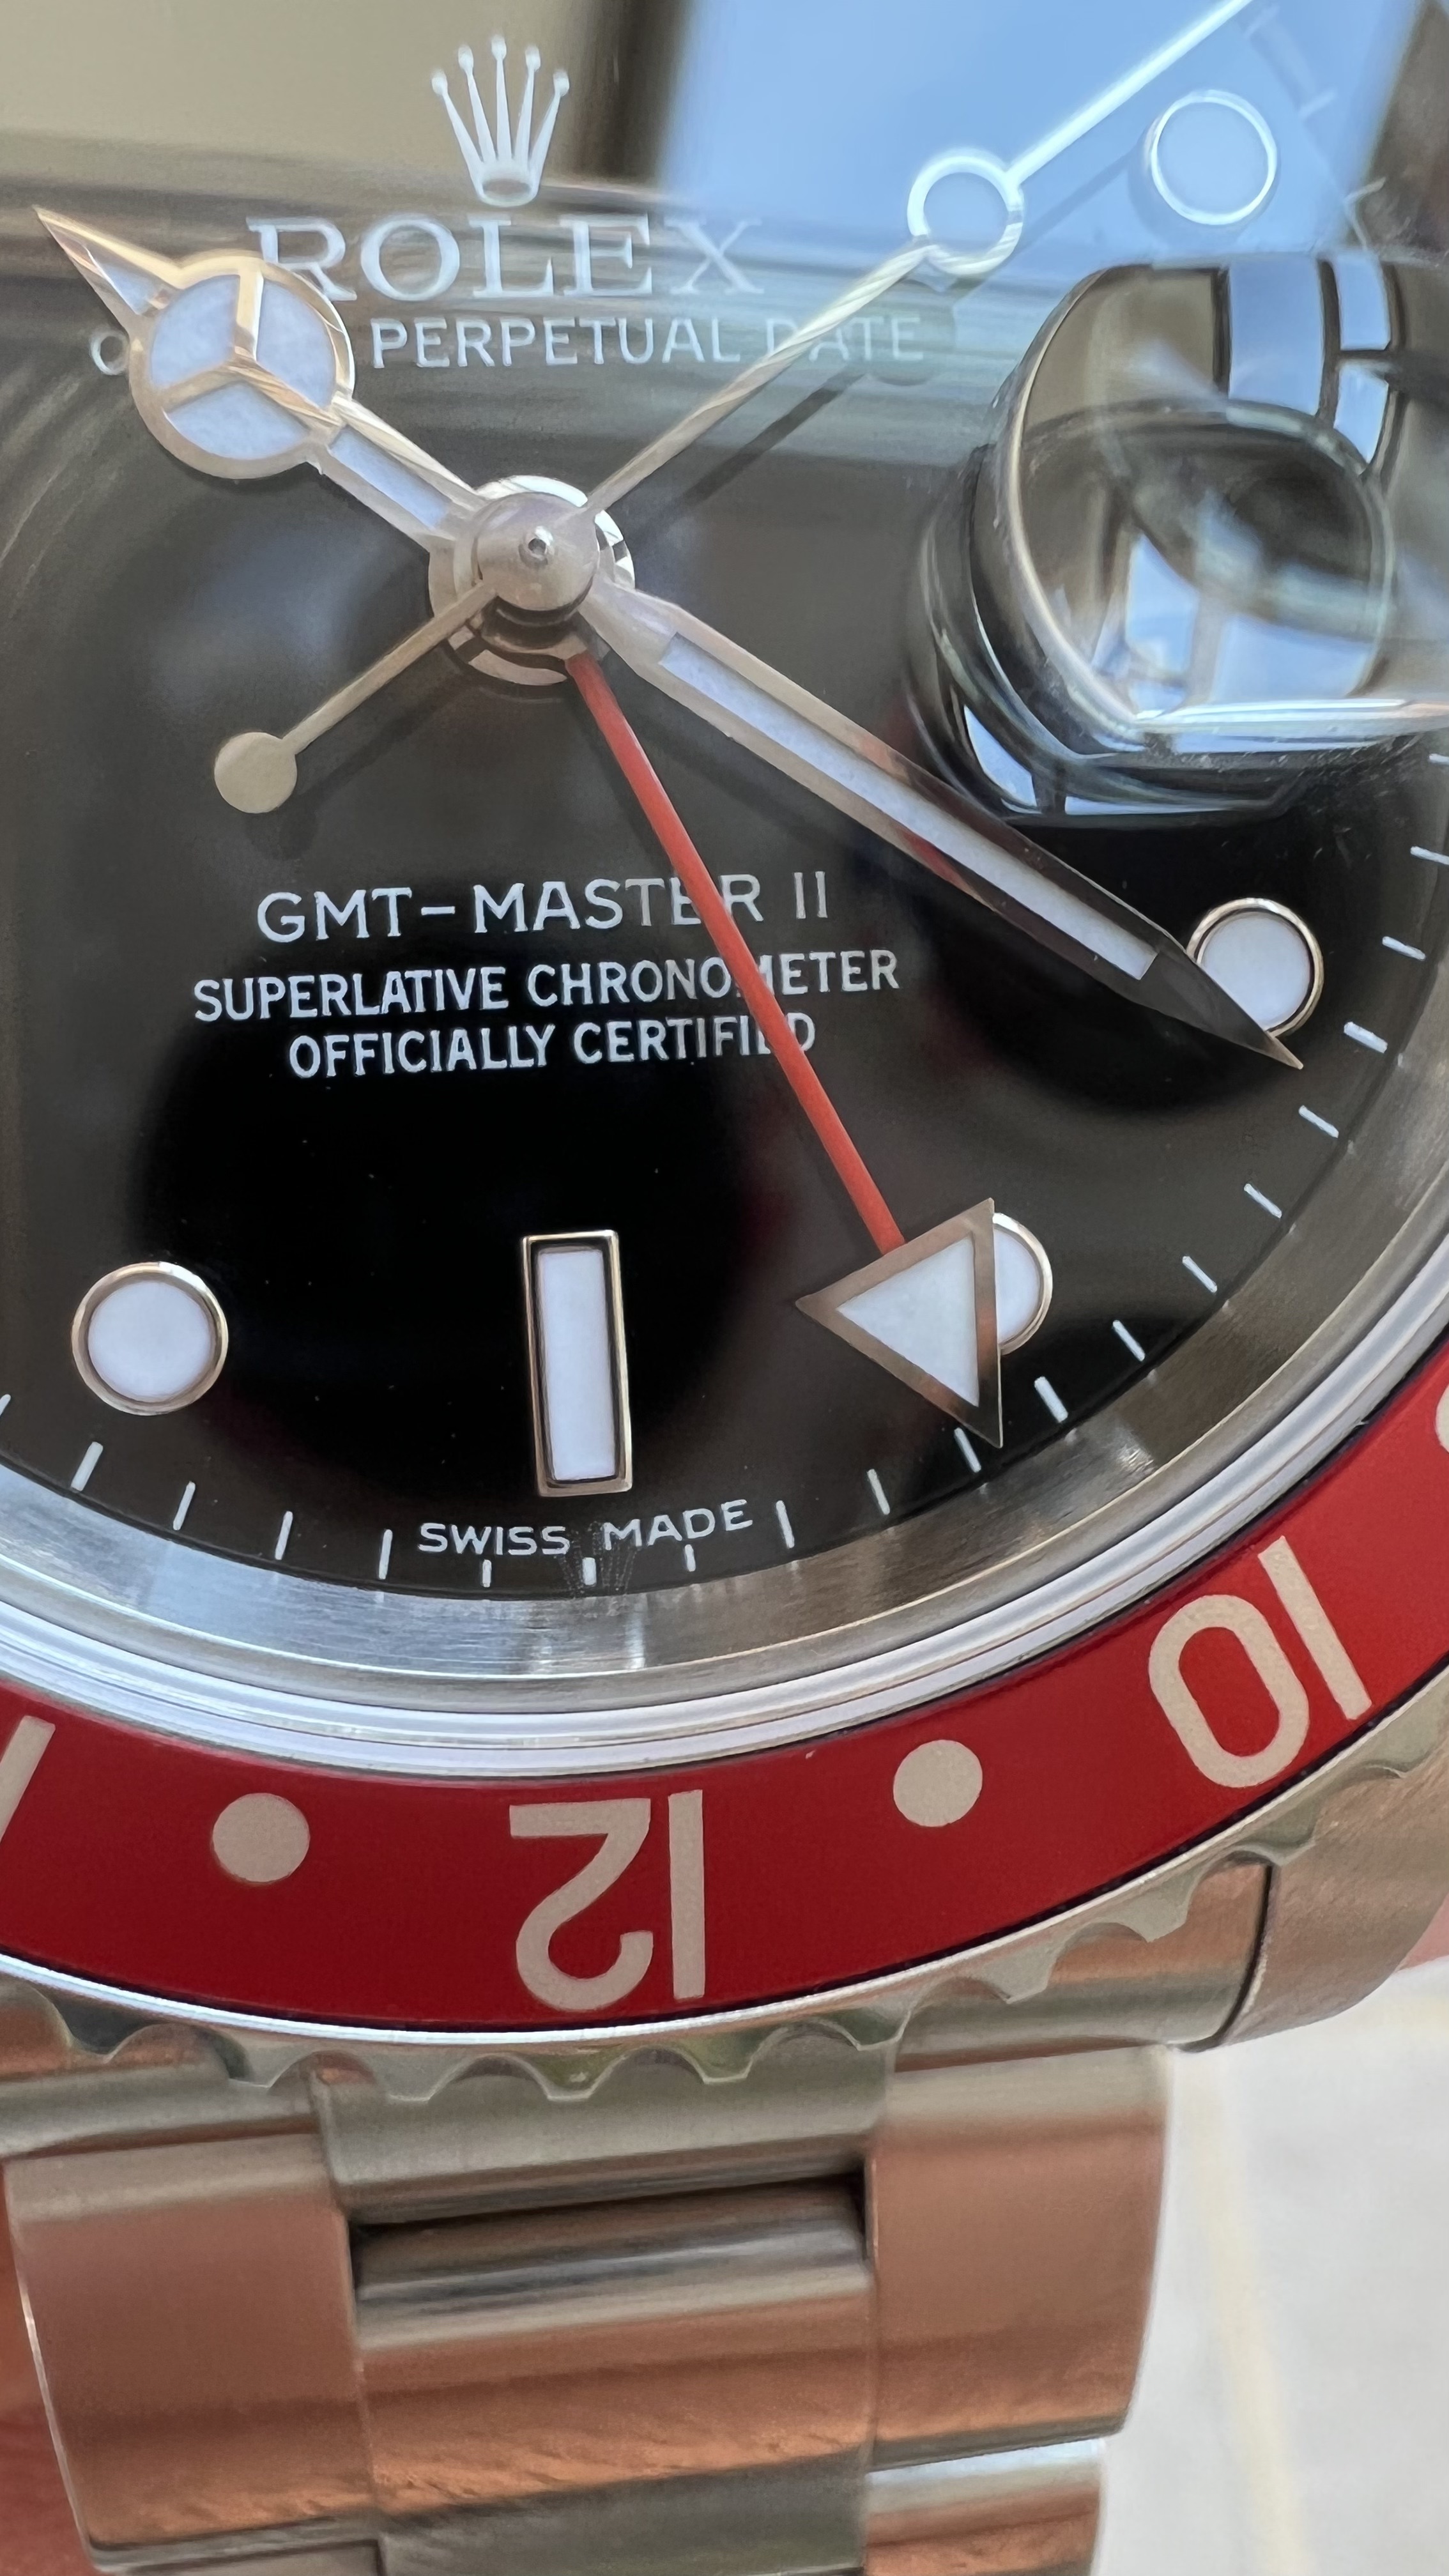 ROLEX
PERPETUAL DATE
GMT-MASTER II
SUPERLATIVE CHRONOMETER
OFFICIALLY CERTIFIED
SWISS MADE
10
12